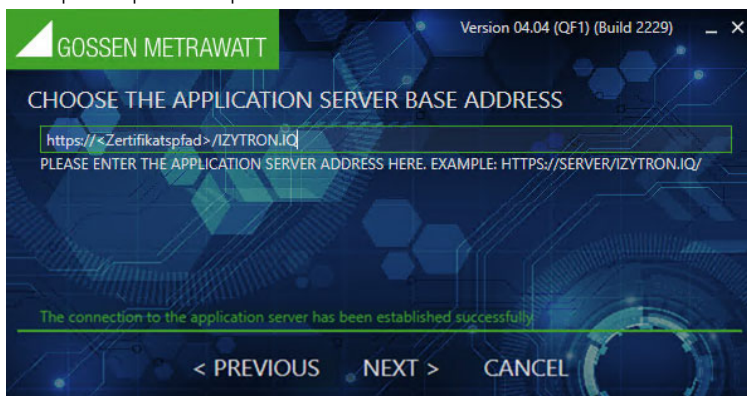 GOSSEN METRAWATT
Version 04.04 (QF1) (Build 2229)
CHOOSE THE APPLICATION SERVER BASE ADDRESS
https://<Zertifikatspfad>/IZYTRON.IQ
PLEASE ENTER THE APPLICATION SERVER ADDRESS HERE. EXAMPLE: HTTPS://SERVER/IZYTRON.IQ/
The connection to the application server has been established successfully.
< PREVIOUS NEXT > CANCEL